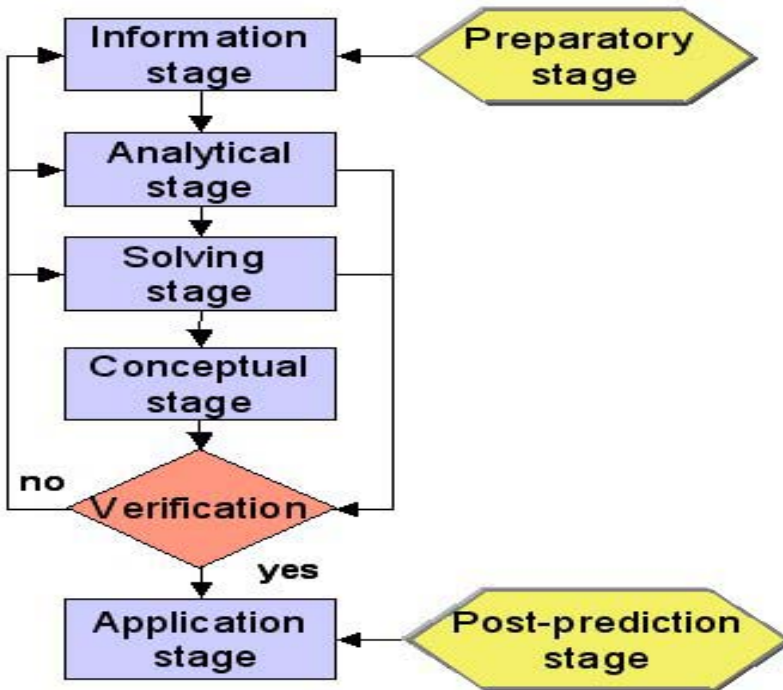 Information
stage
Preparatory
stage
Analytical
stage
Solving
stage
Conceptual
stage
no
Verification
yes
Application
stage
Post-prediction
stage